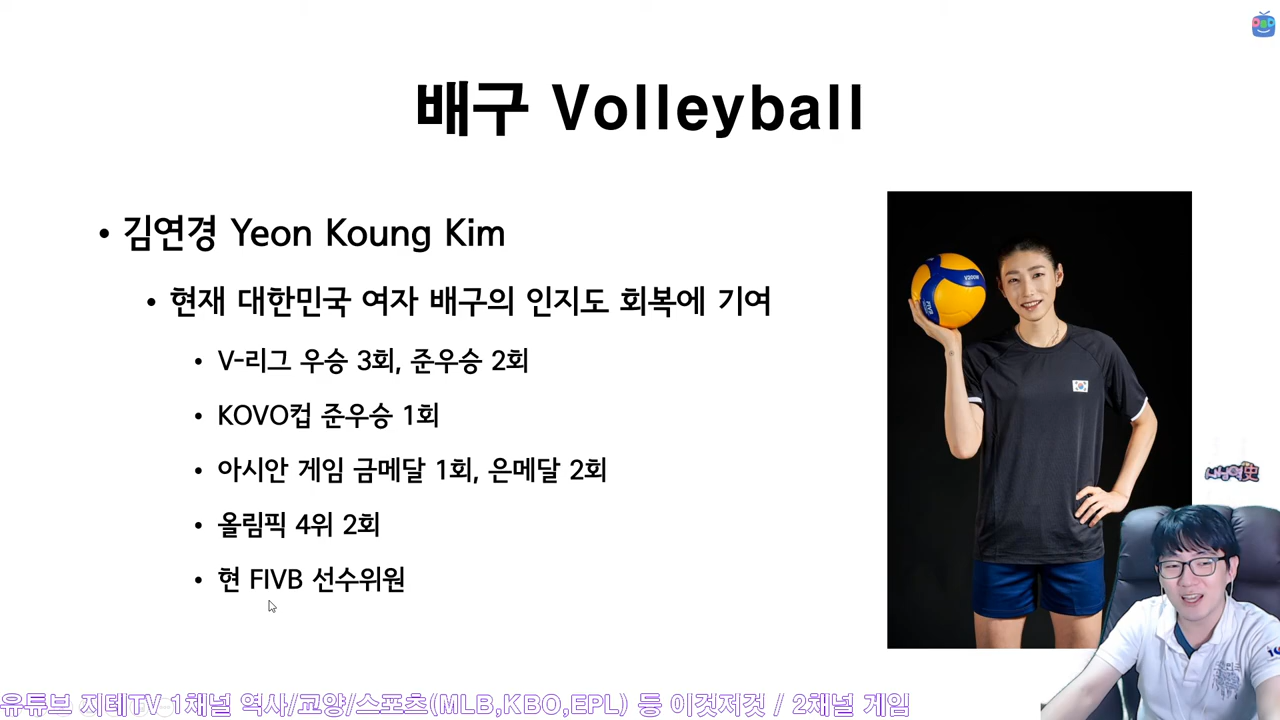 배구 Volleyball
• 김연경 Yeon Koung Kim
• 현재 대한민국 여자 배구의 인지도 회복에 기여
• V-리그 우승 3회, 준우승 2회
• KOVO컵 준우승 1회
• 아시안 게임 금메달 1회, 은메달 2회
• 올림픽 4위 2회
• 현 FIVB 선수위원
유튜브 지테TV 1채널 역사/교양/스포츠(MLB,KBO,EPL) 등 이것저것 / 2채널 게임